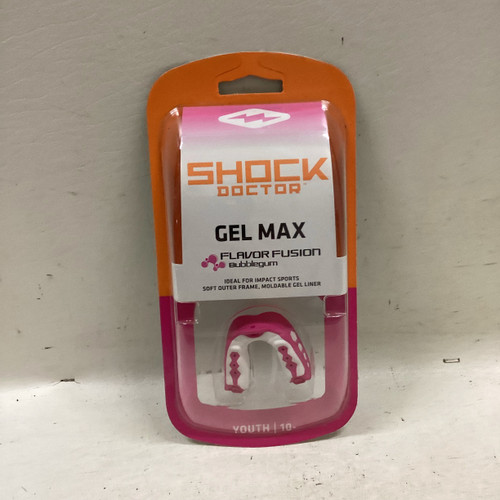 SHOCK
DOCTOR
GEL MAX
FLAVOR FUSION
BUBBLEGUM
IDEAL FOR IMPACT SPORTS
SOFT OUTER FRAME, MOLDABLE GEL LINER
YOUTH | 10-